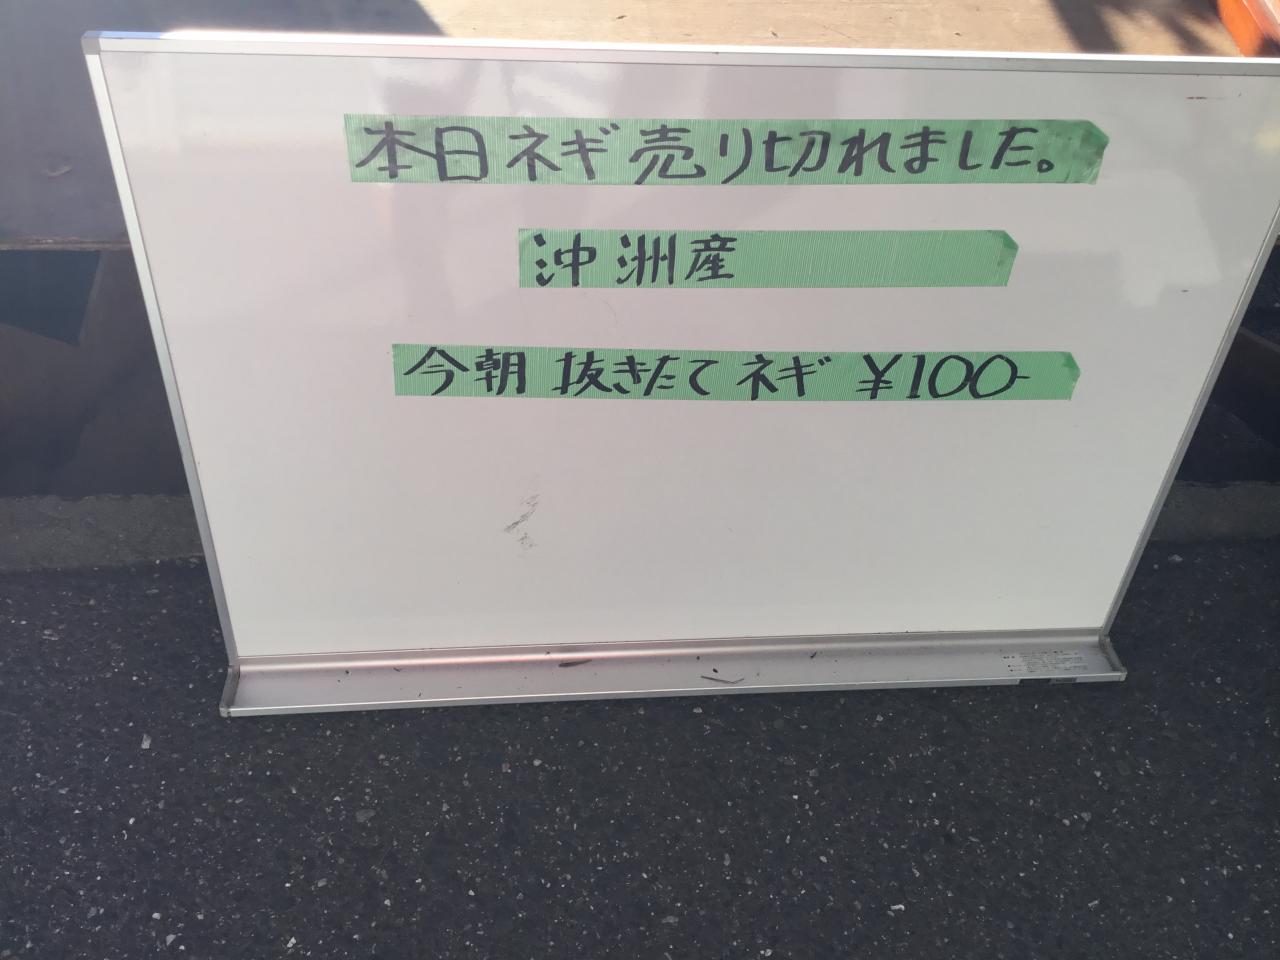 本日ネギ売り切れました。
沖洲産
今朝 抜きたて ネギ ¥100-